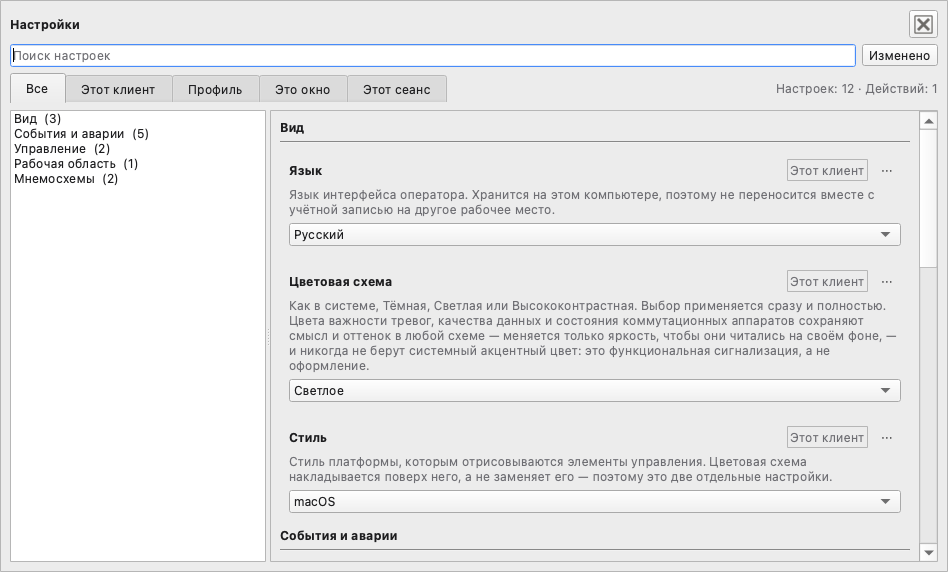 Настройки
Поиск настроек
Изменено
Все
Этот клиент
Профиль
Это окно
Этот сеанс
Настроек: 12 · Действий: 1
Вид (3)
События и аварии (5)
Управление (2)
Рабочая область (1)
Мнемосхемы (2)
Вид
Язык
Этот клиент
...
Язык интерфейса оператора. Хранится на этом компьютере, поэтому не переносится вместе с
учётной записью на другое рабочее место.
Русский
Цветовая схема
Этот клиент
...
Как в системе, Тёмная, Светлая или Высококонтрастная. Выбор применяется сразу и полностью.
Цвета важности тревог, качества данных и состояния коммутационных аппаратов сохраняют
смысл и оттенок в любой схеме — меняется только яркость, чтобы они читались на своём фоне, —
и никогда не берут системный акцентный цвет: это функциональная сигнализация, а не
оформление.
Светлое
Стиль
Этот клиент
...
Стиль платформы, которым отрисовываются элементы управления. Цветовая схема
накладывается поверх него, а не заменяет его — поэтому это две отдельные настройки.
macOS
События и аварии